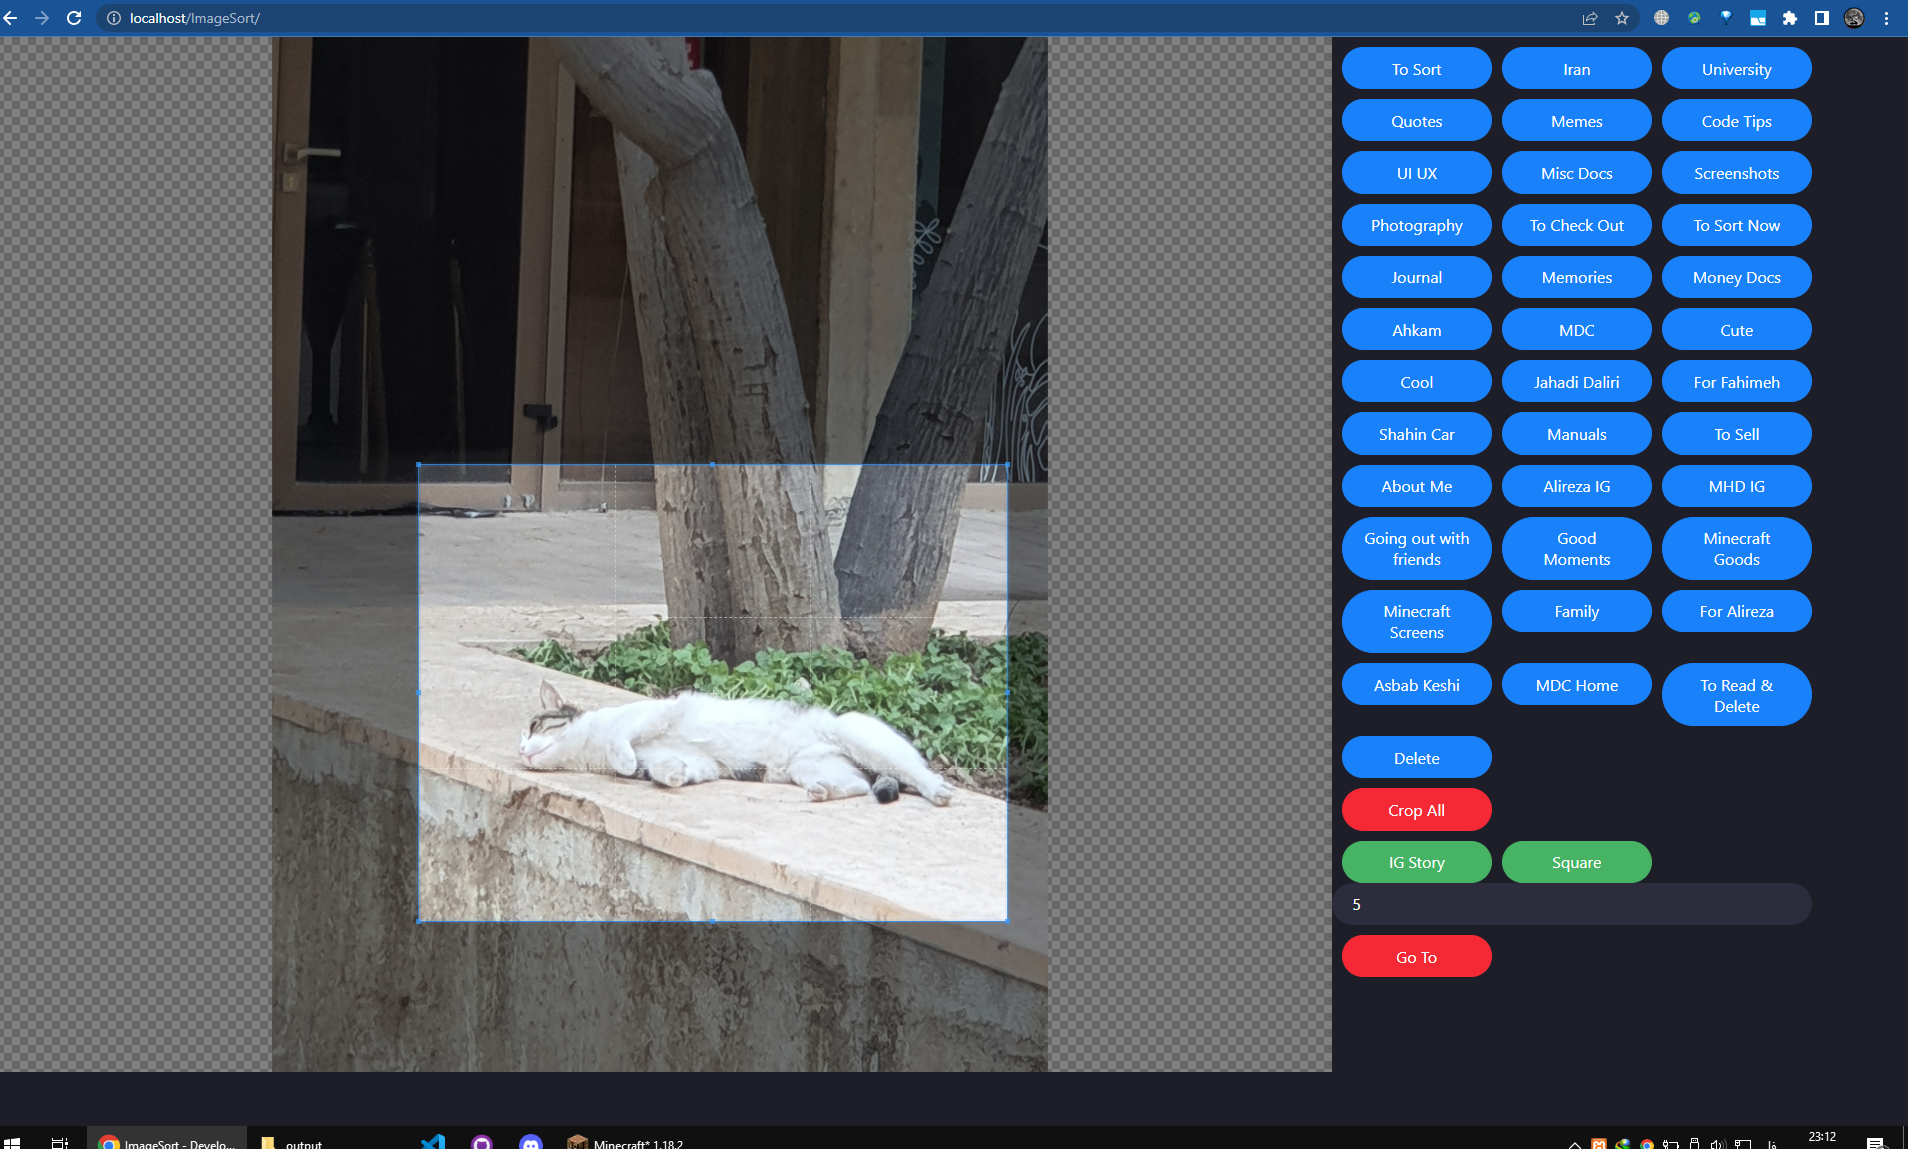 localhost/ImageSort/
To Sort
Iran
University
Quotes
Memes
Code Tips
UI UX
Misc Docs
Screenshots
Photography
To Check Out
To Sort Now
Journal
Memories
Money Docs
Ahkam
MDC
Cute
Cool
Jahadi Daliri
For Fahimeh
Shahin Car
Manuals
To Sell
About Me
Alireza IG
MHD IG
Going out with
friends
Good
Moments
Minecraft
Goods
Minecraft
Screens
Family
For Alireza
Asbab Keshi
MDC Home
To Read &
Delete
Delete
Crop All
IG Story
Square
5
Go To
ImageSort - Develo...
output
Minecraft* 1.18.2
23:12